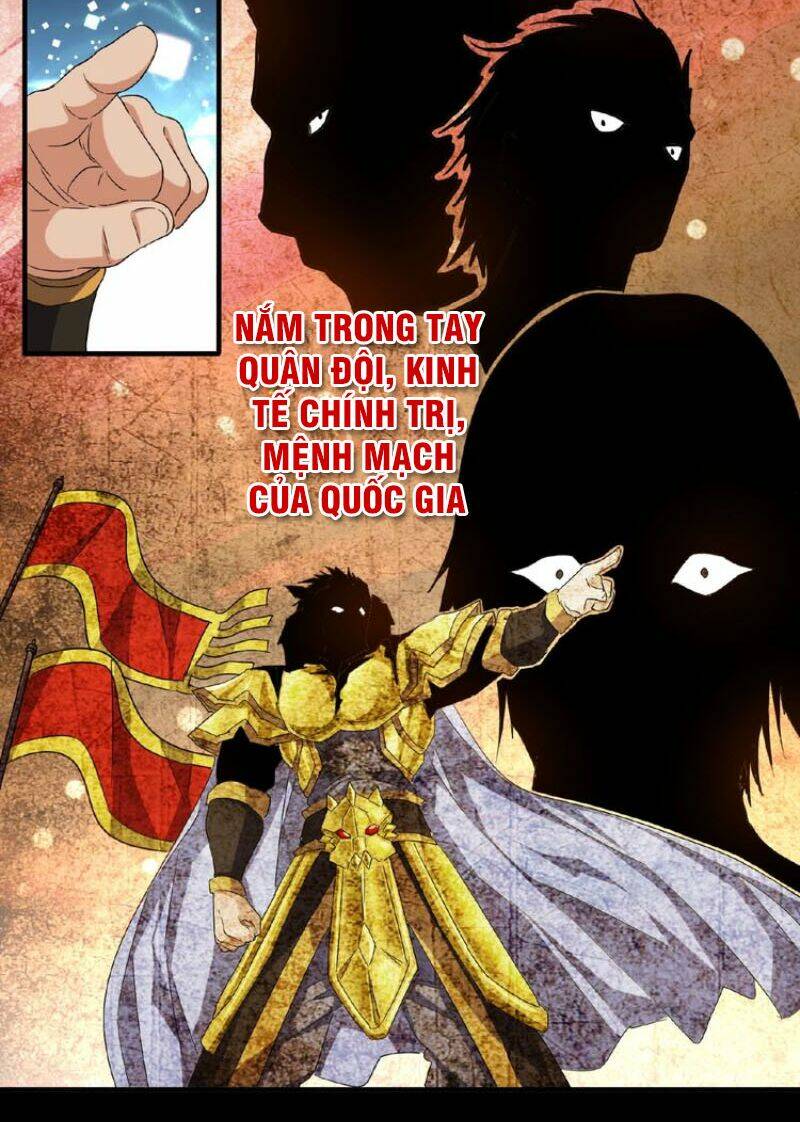 NẮM TRONG TAY
QUÂN ĐỘI, KINH
TẾ CHÍNH TRỊ,
MỆNH MẠCH
CỦA QUỐC GIA